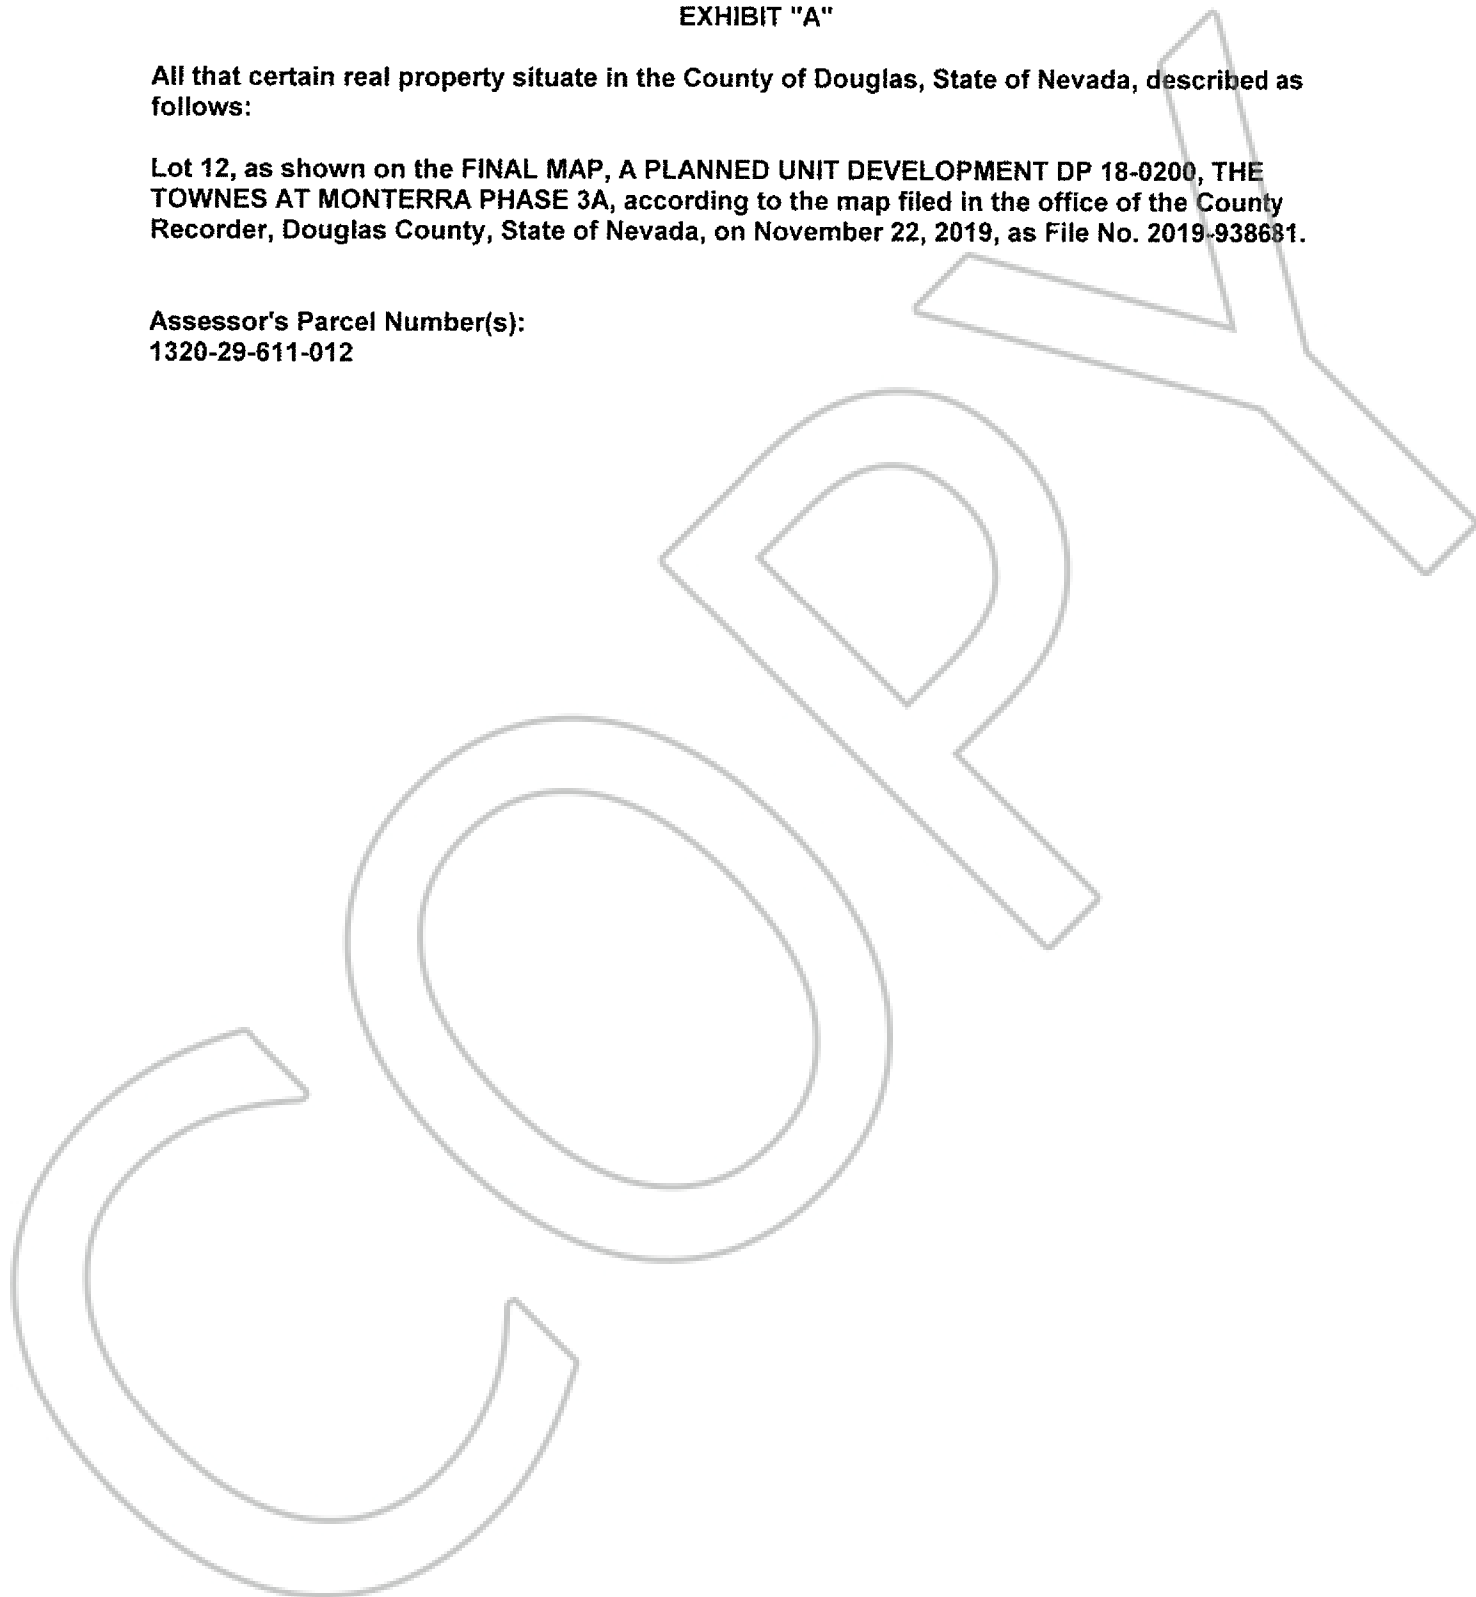 EXHIBIT "A"
All that certain real property situate in the County of Douglas, State of Nevada, described as
follows:
Lot 12, as shown on the FINAL MAP, A PLANNED UNIT DEVELOPMENT DP 18-0200, THE
TOWNES AT MONTERRA PHASE 3A, according to the map filed in the office of the County
Recorder, Douglas County, State of Nevada, on November 22, 2019, as File No. 2019-938681.
Assessor's Parcel Number(s):
1320-29-611-012
COPY